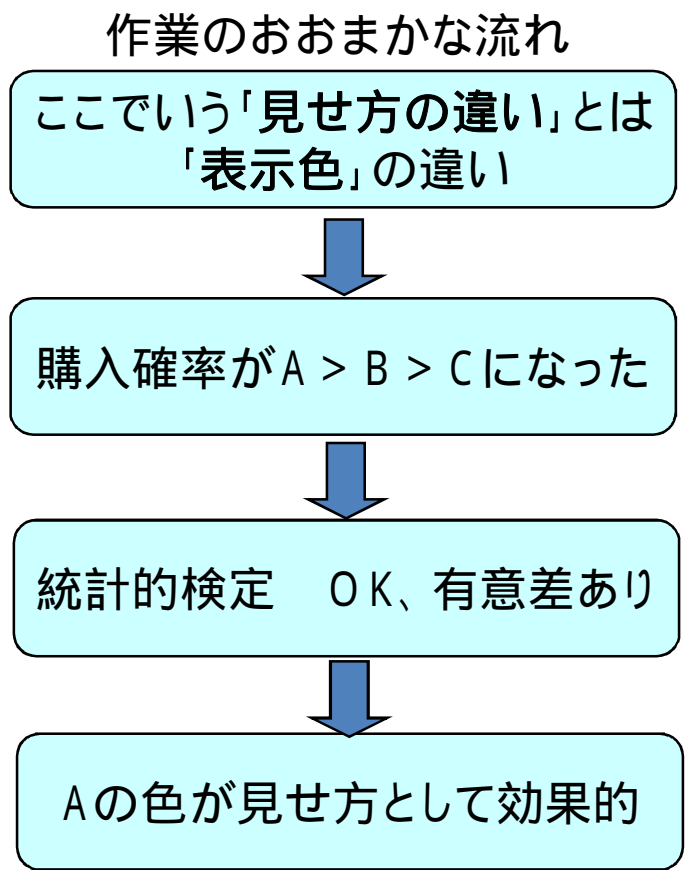 作業のおおまかな流れ
ここでいう「見せ方の違い」とは
「表示色」の違い
購入確率がA > B > Cになった
統計的検定　OK、有意差あり
Aの色が見せ方として効果的